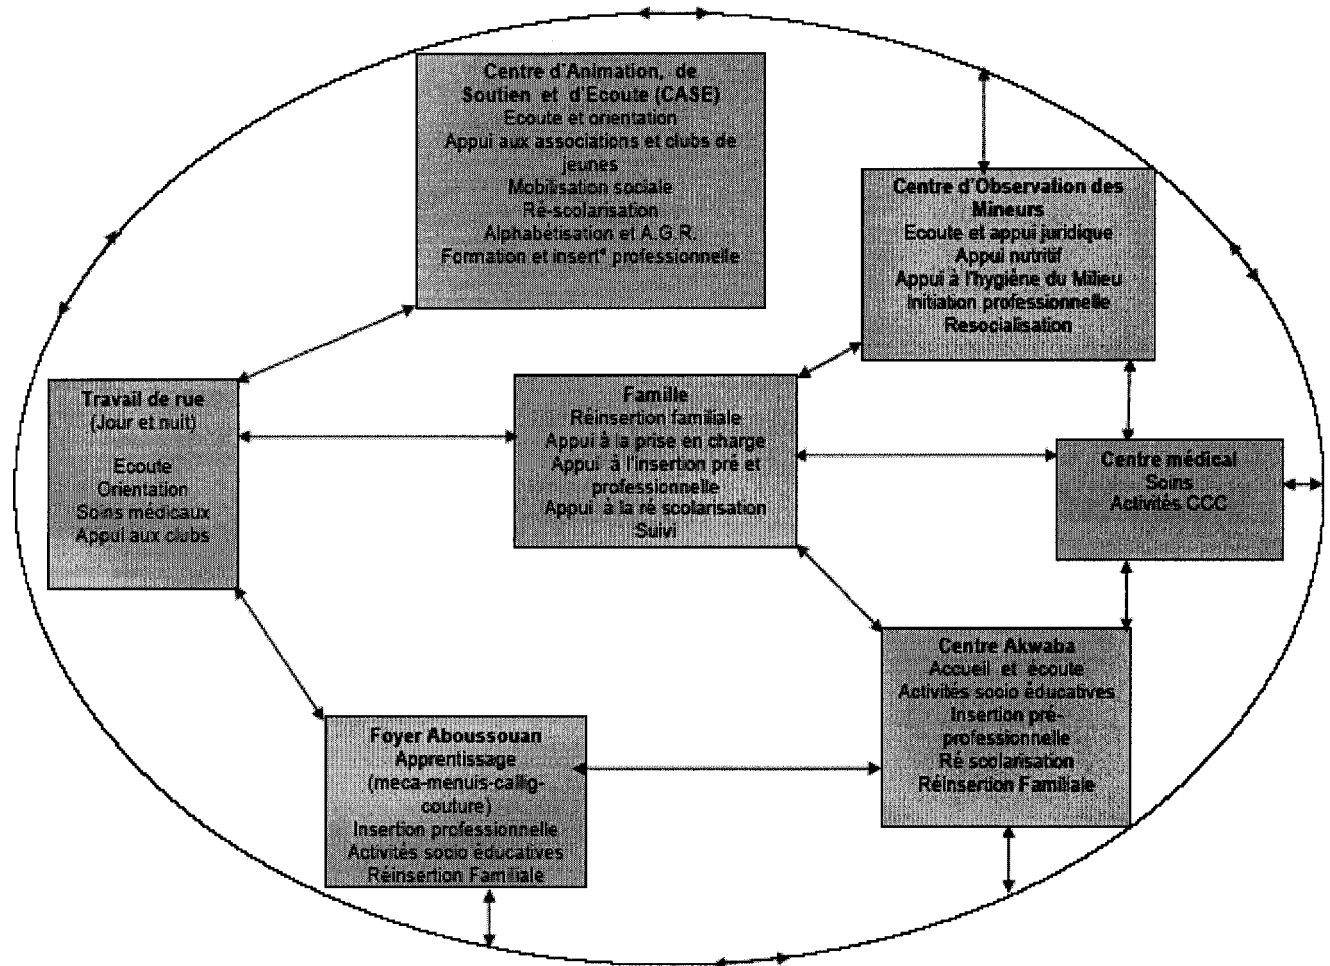 Centre d'Animation, de
Soutien et d'Ecoute (CASE)
Ecoute et orientation
Appui aux associations et clubs de
jeunes
Mobilisation sociale
Ré-scolarisation
Alphabétisation et A.G.R.
Formation et insert° professionnelle
Centre d'Observation des
Mineurs
Ecoute et appui juridique
Appui nutritif
Appui à l'hygiène du Milieu
Initiation professionnelle
Resocialisation
Travail de rue
(Jour et nuit)
Ecoute
Orientation
Soins médicaux
Appui aux clubs
Famille
Réinsertion familiale
Appui à la prise en charge
Appui à l'insertion pré et
professionnelle
Appui à la ré scolarisation
Suivi
Centre médical
Soins
Activités CCC
Centre Akwaba
Accueil et écoute
Activités socio éducatives
Insertion pré-
professionnelle
Ré scolarisation
Réinsertion Familiale
Foyer Aboussouan
Apprentissage
(meca-menuis-callig-
couture)
Insertion professionnelle
Activités socio éducatives
Réinsertion Familiale